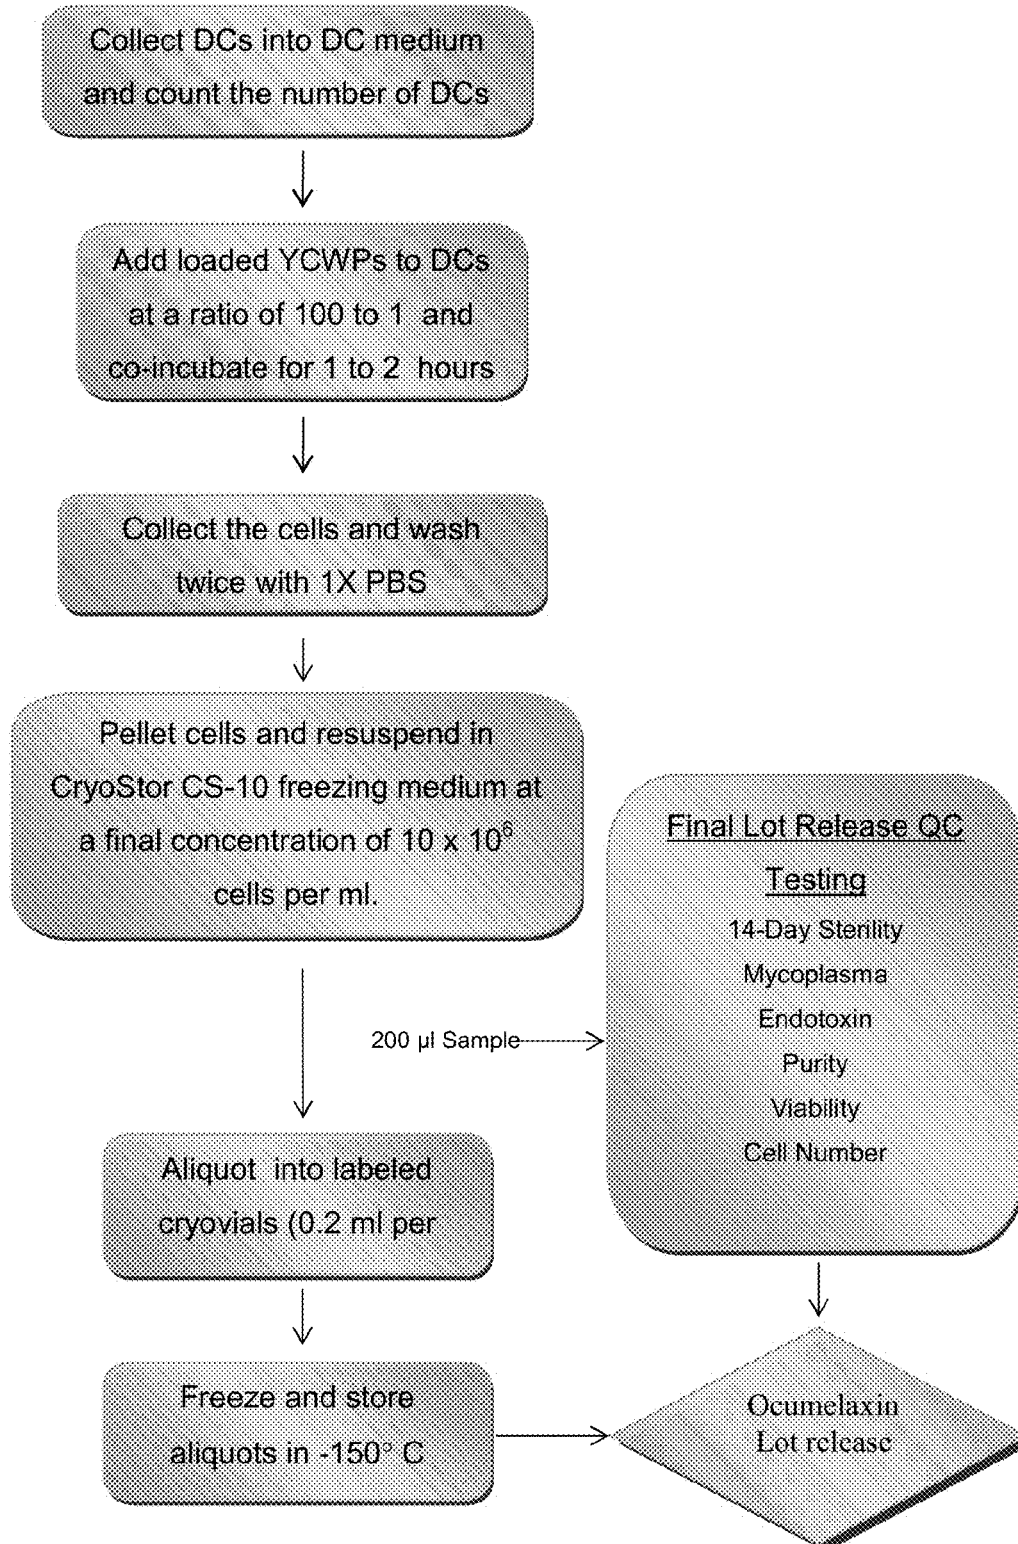 Collect DCs into DC medium
and count the number of DCs
Add loaded YCWPs to DCs
at a ratio of 100 to 1 and
co-incubate for 1 to 2 hours
Collect the cells and wash
twice with 1X PBS
Pellet cells and resuspend in
CryoStor CS-10 freezing medium at
a final concentration of 10 x 10⁶
cells per ml.
200 µl Sample
Final Lot Release QC
Testing
14-Day Sterility
Mycoplasma
Endotoxin
Purity
Viability
Cell Number
Aliquot into labeled
cryovials (0.2 ml per
Freeze and store
aliquots in -150° C
Ocumelaxin
Lot release